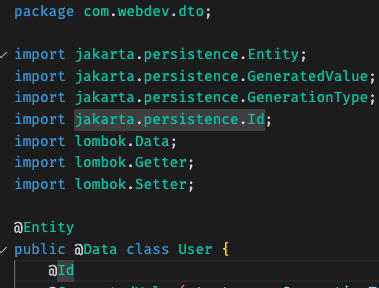 package com.webdev.dto;
import jakarta.persistence.Entity;
import jakarta.persistence.GeneratedValue;
import jakarta.persistence.GenerationType;
import jakarta.persistence.Id;
import lombok.Data;
import lombok.Getter;
import lombok.Setter;
@Entity
public @Data class User {
@Id